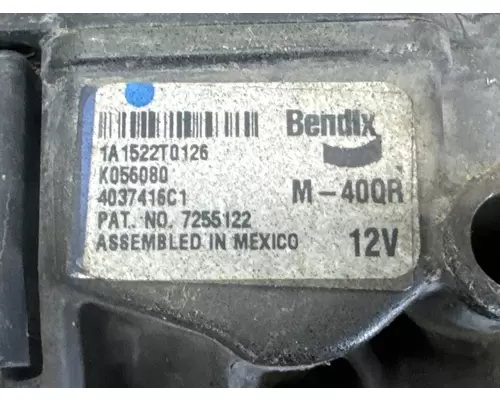 Bendix
1A1522T0126
K056080
4037416C1
M-40QR
PAT. NO. 7255122
ASSEMBLED IN MEXICO
12V